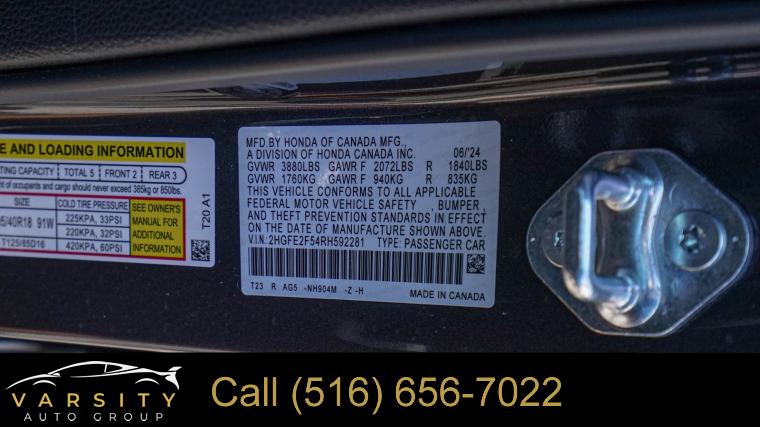 E AND LOADING INFORMATION
ATING CAPACITY TOTAL 5 FRONT 2 REAR 3
of occupants and cargo should never exceed 385kg or 850lbs.
SIZE COLD TIRE PRESSURE SEE OWNER'S MANUAL FOR ADDITIONAL INFORMATION
5/40R18 91W 225KPA, 33PSI
220KPA, 32PSI
T125/85D16 420KPA, 60PSI
T20 A1
MFD.BY HONDA OF CANADA MFG.,
A DIVISION OF HONDA CANADA INC. 06/24
GVWR 3880LBS GAWR F 2072LBS R 1840LBS
GVWR 1760KG GAWR F 940KG R 835KG
THIS VEHICLE CONFORMS TO ALL APPLICABLE
FEDERAL MOTOR VEHICLE SAFETY , BUMPER,
AND THEFT PREVENTION STANDARDS IN EFFECT
ON THE DATE OF MANUFACTURE SHOWN ABOVE.
V.I.N: 2HGFE2F54RH592281 TYPE: PASSENGER CAR
T23 R AG5 -NH904M -Z -H
MADE IN CANADA
VARSITY
AUTO GROUP
Call (516) 656-7022